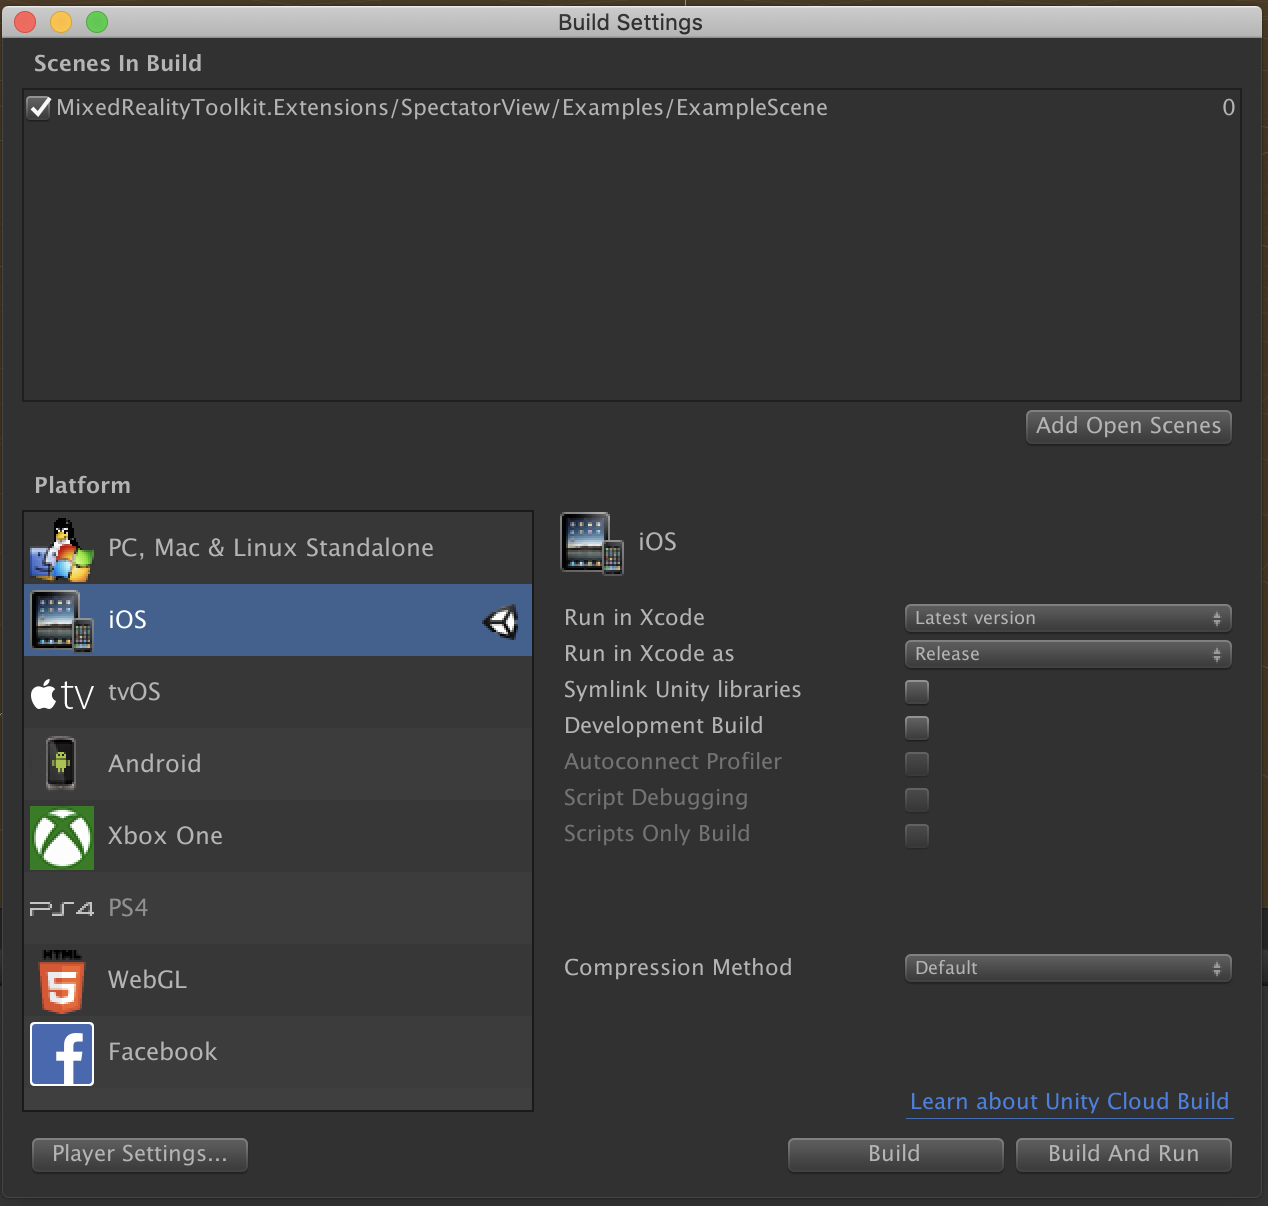 Build Settings
Scenes In Build
MixedRealityToolkit.Extensions/SpectatorView/Examples/ExampleScene 0
Add Open Scenes
Platform
PC, Mac & Linux Standalone
iOS
tv tvOS
Android
Xbox One
PS4 PS4
HTML 5 WebGL
f Facebook
iOS
Run in Xcode Latest version
Run in Xcode as Release
Symlink Unity libraries
Development Build
Autoconnect Profiler
Script Debugging
Scripts Only Build
Compression Method Default
Learn about Unity Cloud Build
Player Settings... Build Build And Run